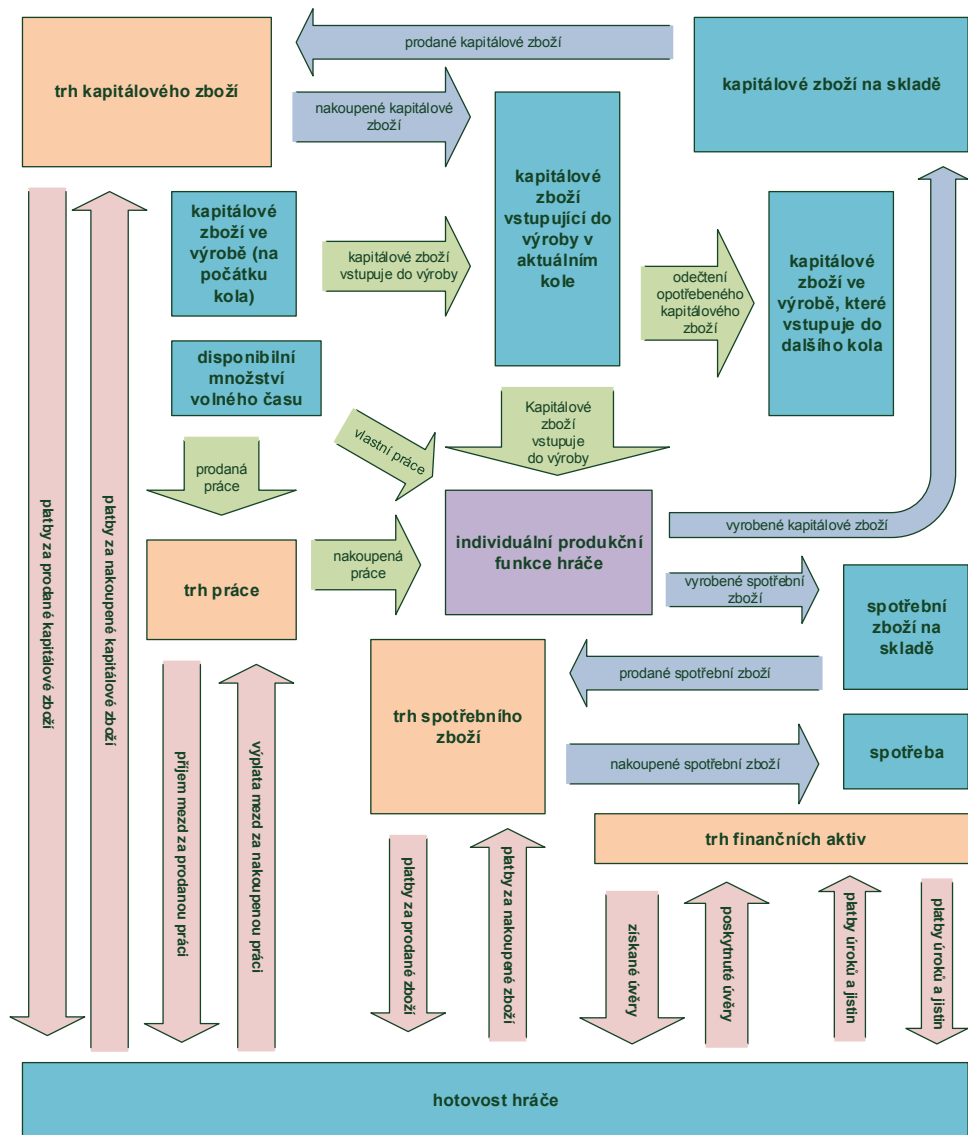 prodané kapitálové zboží
trh kapitálového zboží
kapitálové zboží na skladě
nakoupené kapitálové
zboží
kapitálové
zboží
vstupující do
výroby v
aktuálním
kole
kapitálové
zboží ve
výrobě (na
počátku
kola)
kapitálové zboží
vstupuje do výroby
odečtení
opotřebeného
kapitálového
zboží
kapitálové
zboží ve
výrobě, které
vstupuje do
dalšího kola
disponibilní
množství
volného času
vlastní práce
Kapitálové
zboží
vstupuje
do výroby
prodaná
práce
platby za prodané kapitálové zboží
platby za nakoupené kapitálové zboží
trh práce
nakoupená
práce
individuální produkční
funkce hráče
vyrobené kapitálové zboží
vyrobené spotřební
zboží
spotřební
zboží na
skladě
prodané spotřební zboží
trh spotřebního
zboží
nakoupené spotřební zboží
spotřeba
příjem mezd za prodanou práci
výplata mezd za nakoupenou práci
trh finančních aktiv
platby za prodané zboží
platby za nakoupené zboží
získané úvěry
poskytnuté úvěry
platby úroků a jistin
platby úroků a jistin
hotovost hráče